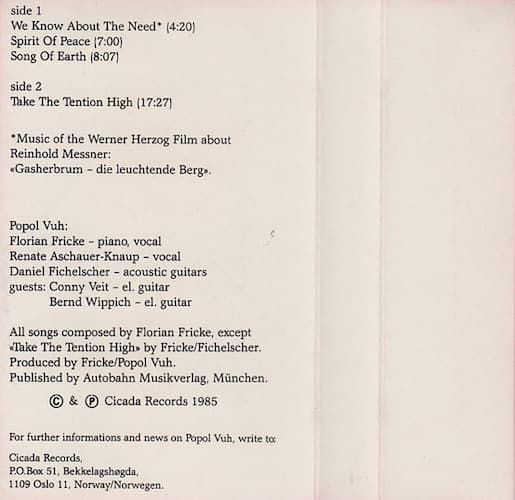 side 1
We Know About The Need* (4:20)
Spirit Of Peace (7:00)
Song Of Earth (8:07)
side 2
Take The Tention High (17:27)
*Music of the Werner Herzog Film about
Reinhold Messner:
«Gasherbrum – die leuchtende Berg».
Popol Vuh:
Florian Fricke – piano, vocal
Renate Aschauer-Knaup – vocal
Daniel Fichelscher – acoustic guitars
guests: Conny Veit – el. guitar
Bernd Wippich – el. guitar
All songs composed by Florian Fricke, except
«Take The Tention High» by Fricke/Fichelscher.
Produced by Fricke/Popol Vuh.
Published by Autobahn Musikverlag, München.
© & ℗ Cicada Records 1985
For further informations and news on Popol Vuh, write to:
Cicada Records,
P.O.Box 51, Bekkelagshøgda,
1109 Oslo 11, Norway/Norwegen.